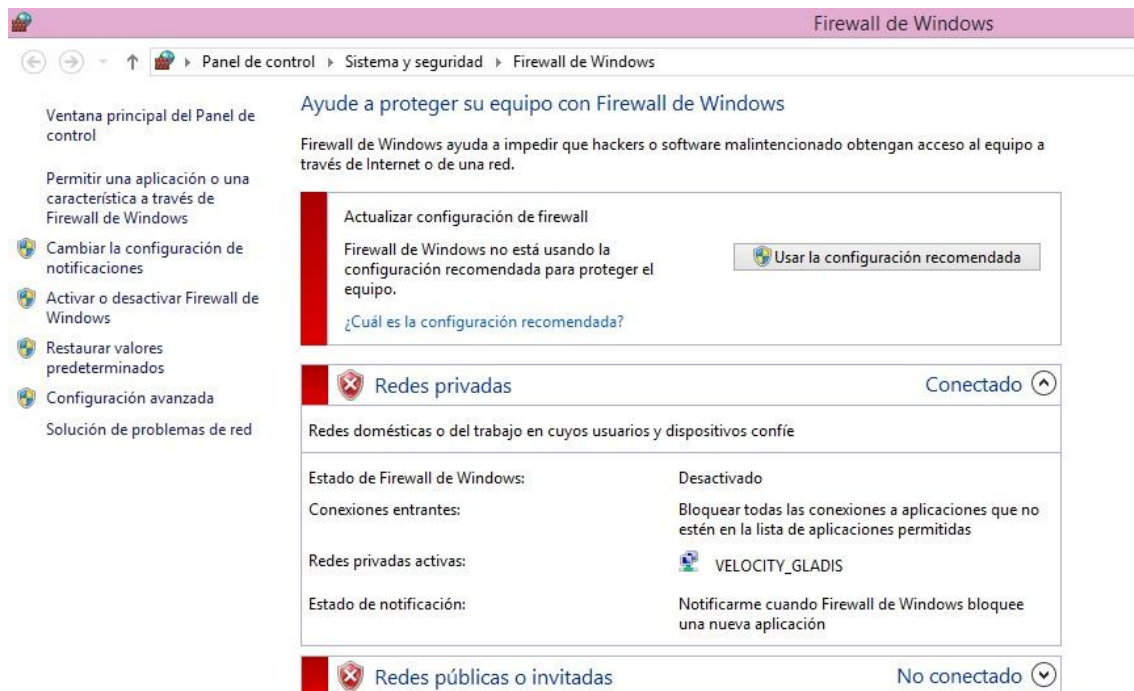 Firewall de Windows
Panel de control ▸ Sistema y seguridad ▸ Firewall de Windows
Ventana principal del Panel de
control
Permitir una aplicación o una
característica a través de
Firewall de Windows
Cambiar la configuración de
notificaciones
Activar o desactivar Firewall de
Windows
Restaurar valores
predeterminados
Configuración avanzada
Solución de problemas de red
Ayude a proteger su equipo con Firewall de Windows
Firewall de Windows ayuda a impedir que hackers o software malintencionado obtengan acceso al equipo a
través de Internet o de una red.
Actualizar configuración de firewall
Firewall de Windows no está usando la
configuración recomendada para proteger el
equipo.
Usar la configuración recomendada
¿Cuál es la configuración recomendada?
Redes privadas Conectado
Redes domésticas o del trabajo en cuyos usuarios y dispositivos confíe
Estado de Firewall de Windows: Desactivado
Conexiones entrantes: Bloquear todas las conexiones a aplicaciones que no
estén en la lista de aplicaciones permitidas
Redes privadas activas: VELOCITY_GLADIS
Estado de notificación: Notificarme cuando Firewall de Windows bloquee
una nueva aplicación
Redes públicas o invitadas No conectado